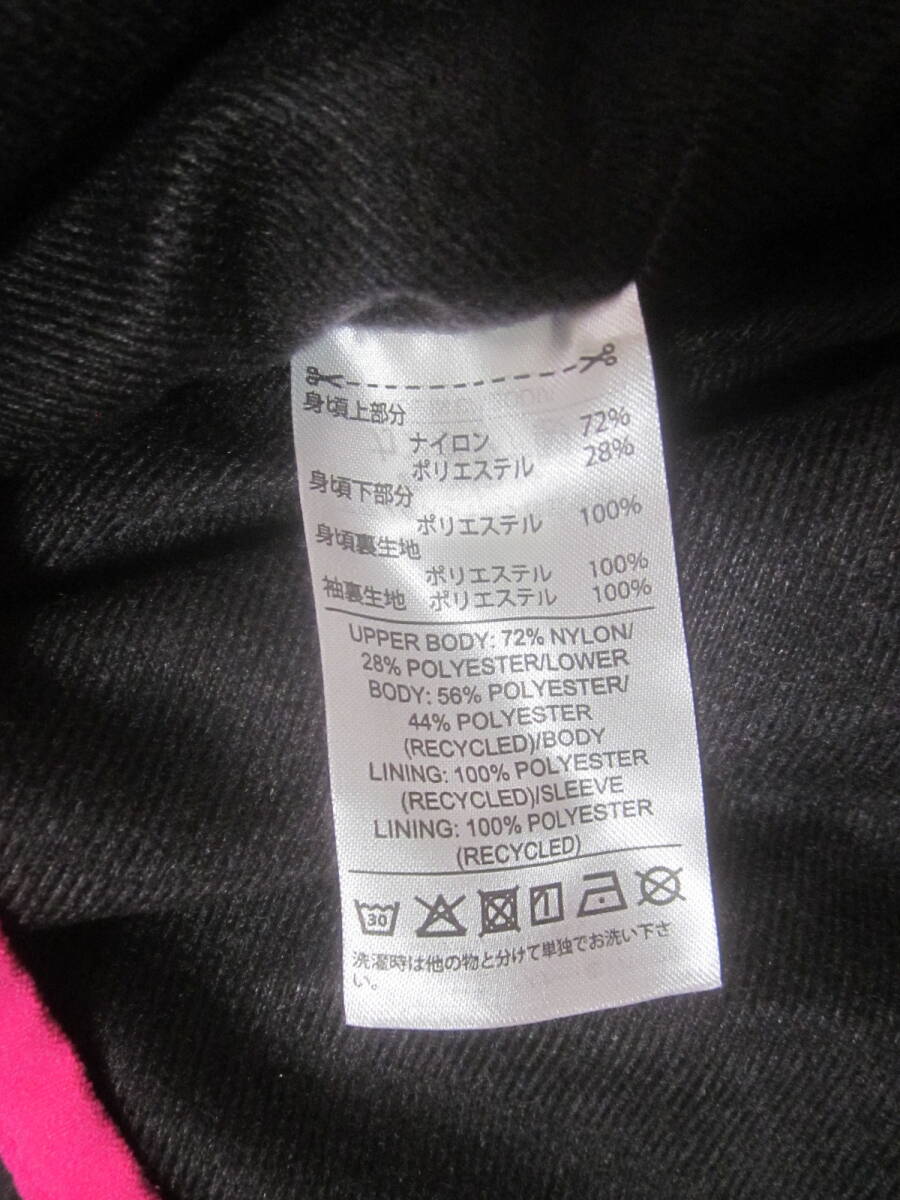 身頃上部分
ナイロン 72%
ポリエステル 28%
身頃下部分
ポリエステル 100%
身頃裏生地
ポリエステル 100%
袖裏生地 ポリエステル 100%
UPPER BODY: 72% NYLON/
28% POLYESTER/LOWER
BODY: 56% POLYESTER/
44% POLYESTER
(RECYCLED)/BODY
LINING: 100% POLYESTER
(RECYCLED)/SLEEVE
LINING: 100% POLYESTER
(RECYCLED)
30
洗濯時は他の物と分けて単独でお洗い下さ
い。